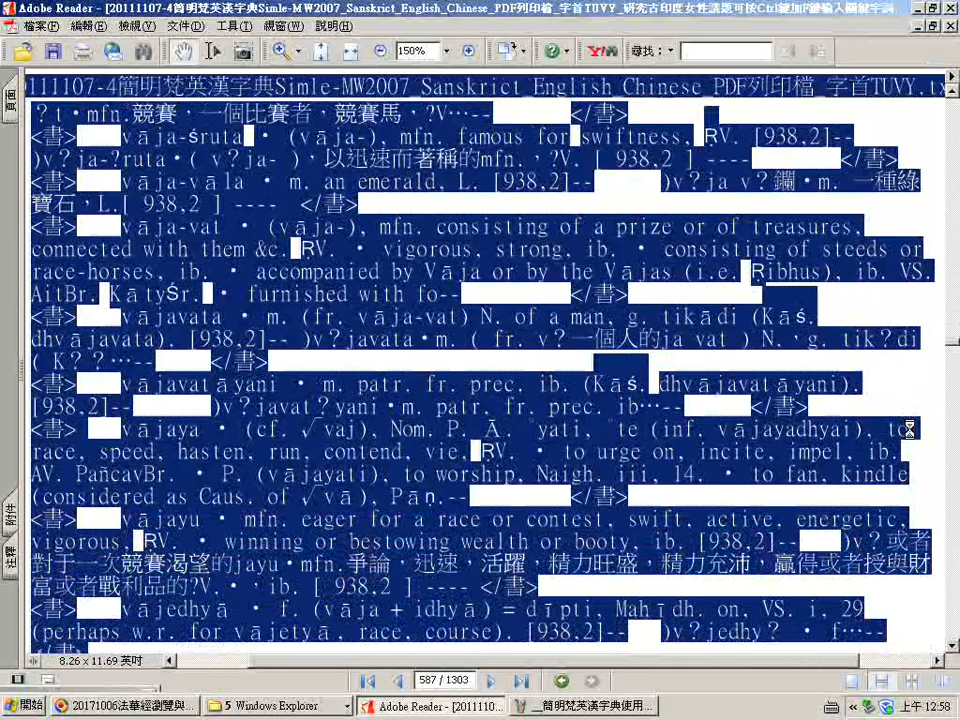 Adobe Reader - [20111107-4簡明梵英漢字典Simle-MW2007_Sanskrict_English_Chinese_PDF列印檔_字首TUVY_研究古印度女性議題可按Ctrl鍵加F鍵輸入關鍵字詞
檔案(F) 編輯(E) 檢視(V) 文件(D) 工具(T) 視窗(W) 說明(H)
150% Y! 尋找：
頁面
111107-4簡明梵英漢字典Simle-MW2007_Sanskrict_English_Chinese_PDF列印檔_字首TUVY.tx
?t‧mfn.競賽，一個比賽者，競賽馬，?V…-- </書>
<書> vāja-śruta ‧ (vāja-), mfn. famous for swiftness, ṚV. [938,2]--
)v？ja-?ruta‧( v？ja- )，以迅速而著稱的mfn.，?V. [ 938,2 ] ---- </書>
<書> vāja-vāla ‧ m. an emerald, L. [938,2]-- )v？ja v？鑭‧m. 一種綠
寶石，L.[ 938,2 ] ---- </書>
<書> vāja-vat ‧ (vāja-), mfn. consisting of a prize or of treasures,
connected with them &c. ṚV. ‧ vigorous, strong, ib. ‧ consisting of steeds or
race-horses, ib. ‧ accompanied by Vāja or by the Vājas (i.e. Ṛibhus), ib. VS.
AitBr. KātyŚr. ‧ furnished with fo-- </書>
<書> vājavata ‧ m. (fr. vāja-vat) N. of a man, g. tikādi (Kāś.
dhvājavata). [938,2]-- )v？javata‧m. ( fr. v？一個人的ja vat ) N.，g. tik？di
( K？？…-- </書>
<書> vājavatāyani ‧ m. patr. fr. prec. ib. (Kāś. dhvājavatāyani).
[938,2]-- )v？javat？yani‧m. patr. fr. prec. ib…-- </書>
<書> vājaya ‧ (cf. √vaj), Nom. P. Ā. ˚yati, ˚te (inf. vājayadhyai), to
race, speed, hasten, run, contend, vie, ṚV. ‧ to urge on, incite, impel, ib.
AV. PañcavBr. ‧ P. (vājayati), to worship, Naigh. iii, 14. ‧ to fan, kindle
(considered as Caus. of √vā), Pāṇ.-- </書>
<書> vājayu ‧ mfn. eager for a race or contest, swift, active, energetic,
vigorous, ṚV. ‧ winning or bestowing wealth or booty, ib. [938,2]-- )v？或者
對于一次競賽渴望的jayu‧mfn.爭論，迅速，活躍，精力旺盛，精力充沛，贏得或者授與財
富或者戰利品的?V.‧，ib. [ 938,2 ] ---- </書>
<書> vājedhyā ‧ f. (vāja + idhyā) = dīpti, Mahīdh. on, VS. i, 29
(perhaps w.r. for vājetyā, race, course). [938,2]-- )v？jedhy？ ‧ f…--
</書>
附件
注釋
8.26 x 11.69 英吋
587 / 1303
開始 20171006法華經瀏覽與... 5 Windows Explorer Adobe Reader - [2011110... __簡明梵英漢字典使用... 上午 12:58